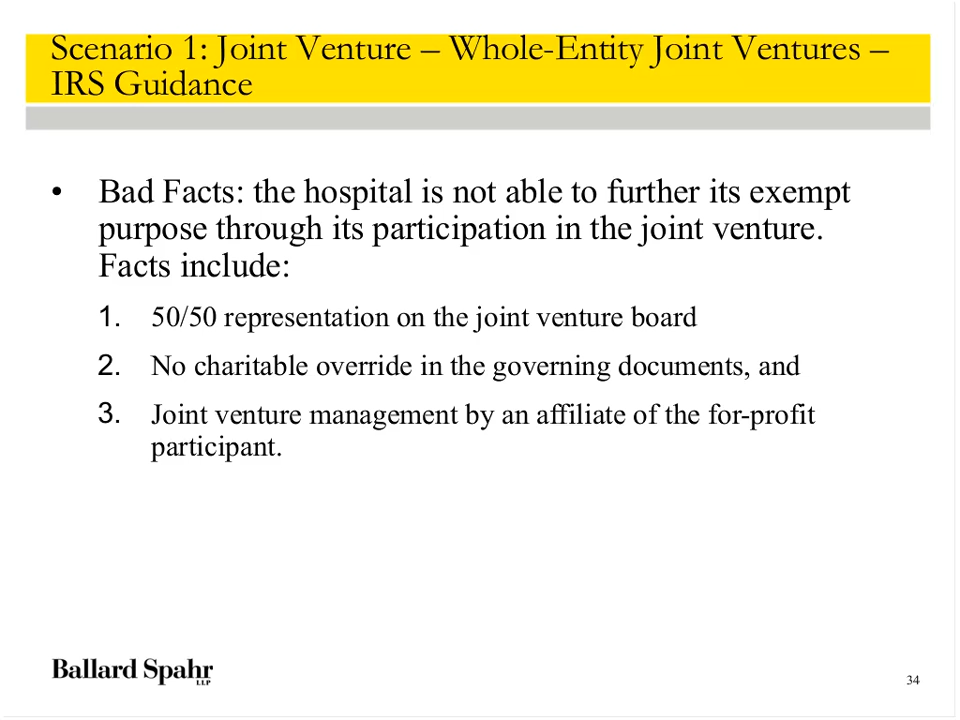 Scenario 1: Joint Venture – Whole-Entity Joint Ventures –
IRS Guidance
• Bad Facts: the hospital is not able to further its exempt
purpose through its participation in the joint venture.
Facts include:
1. 50/50 representation on the joint venture board
2. No charitable override in the governing documents, and
3. Joint venture management by an affiliate of the for-profit
participant.
Ballard Spahr
LLP
34